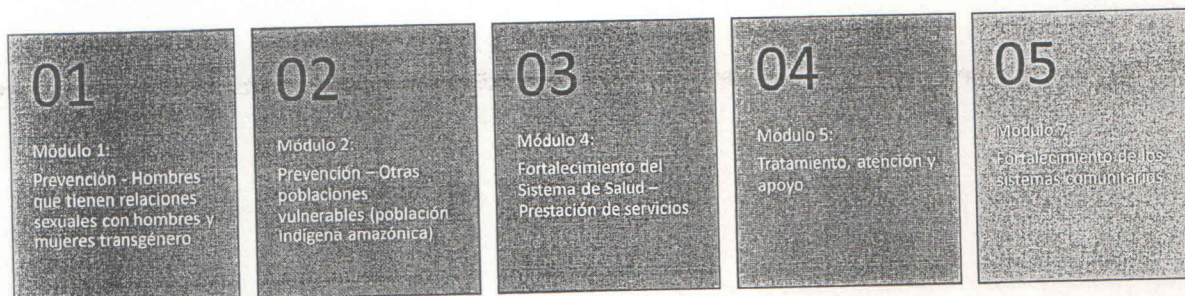 01
Módulo 1:
Prevención - Hombres
que tienen relaciones
sexuales con hombres y
mujeres transgénero
02
Módulo 2:
Prevención – Otras
poblaciones
vulnerables (población
indígena amazónica)
03
Módulo 4:
Fortalecimiento del
Sistema de Salud –
Prestación de servicios
04
Módulo 5:
Tratamiento, atención y
apoyo
05
Módulo 7:
Fortalecimiento de los
sistemas comunitarios